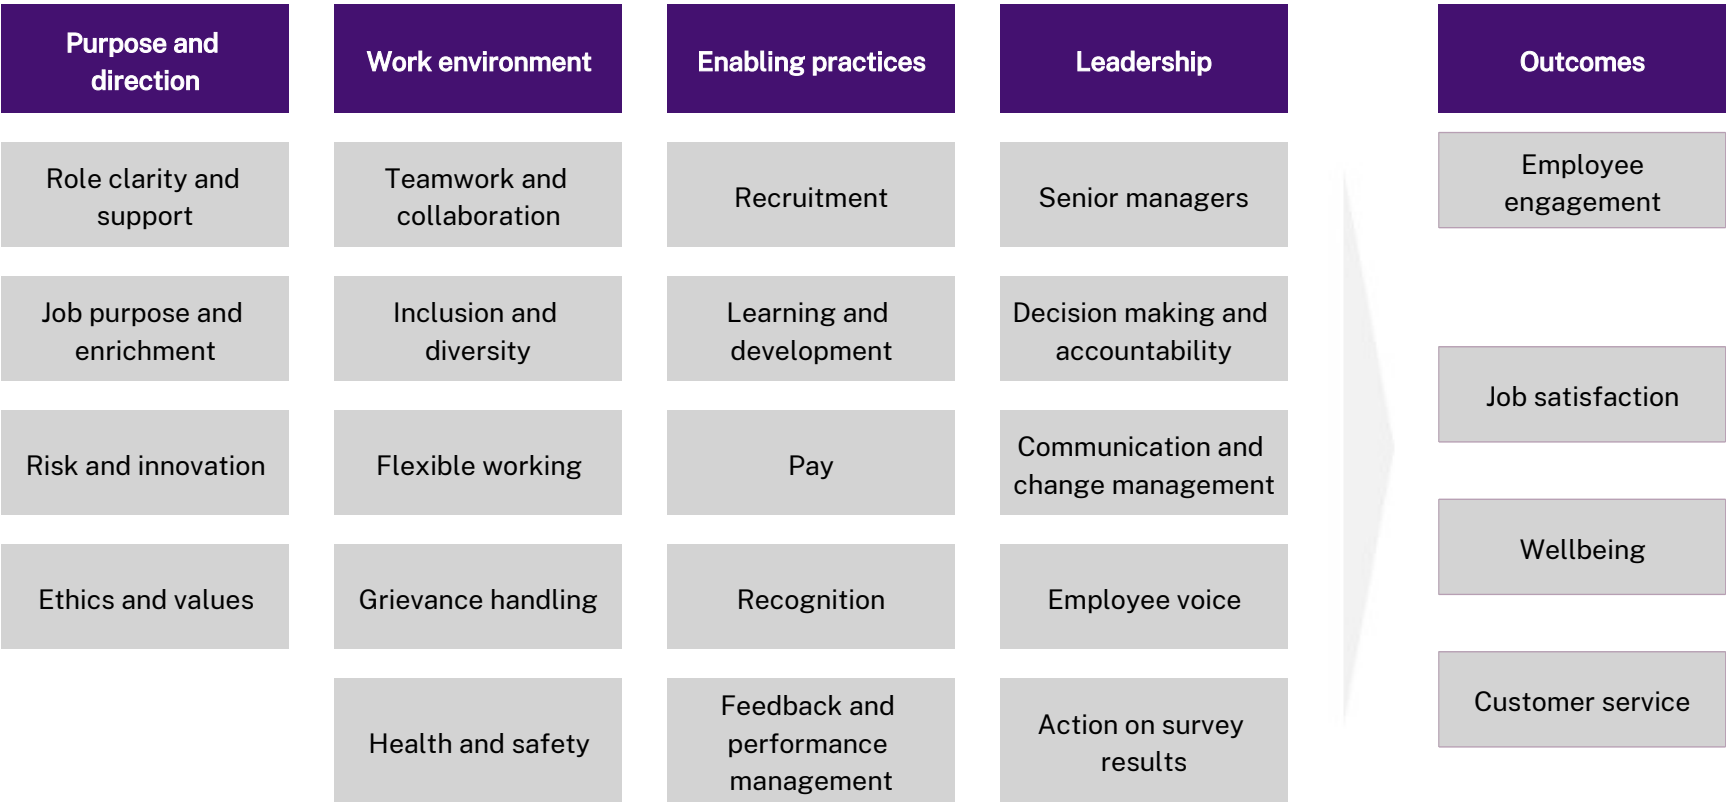 Purpose and
direction
Role clarity and
support
Job purpose and
enrichment
Risk and innovation
Ethics and values
Work environment
Teamwork and
collaboration
Inclusion and
diversity
Flexible working
Grievance handling
Health and safety
Enabling practices
Recruitment
Learning and
development
Pay
Recognition
Feedback and
performance
management
Leadership
Senior managers
Decision making and
accountability
Communication and
change management
Employee voice
Action on survey
results
Outcomes
Employee
engagement
Job satisfaction
Wellbeing
Customer service